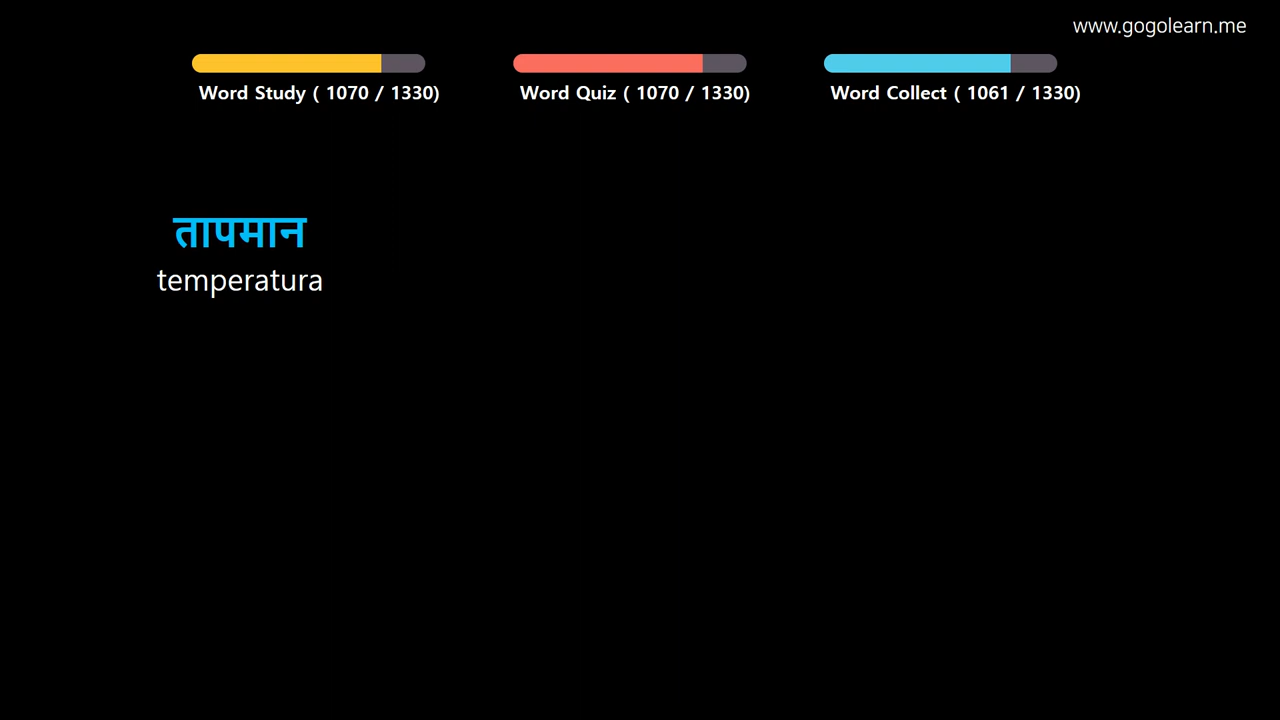 www.gogolearn.me
Word Study ( 1070 / 1330)
Word Quiz ( 1070 / 1330)
Word Collect ( 1061 / 1330)
तापमान
temperatura